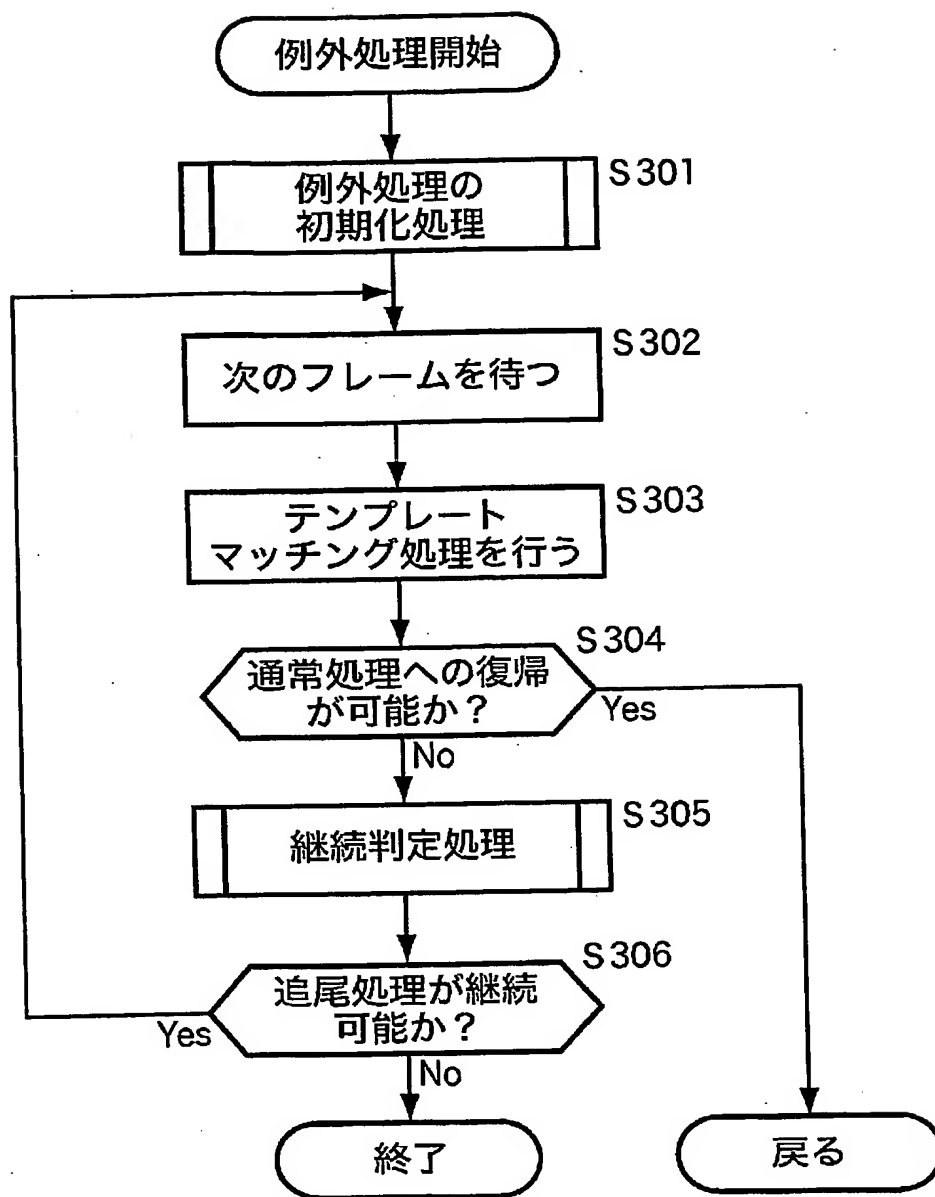 例外処理開始
例外処理の
初期化処理
S301
次のフレームを待つ
S302
テンプレート
マッチング処理を行う
S303
通常処理への復帰
が可能か?
S304
Yes
No
継続判定処理
S305
追尾処理が継続
可能か?
S306
Yes
No
終了
戻る